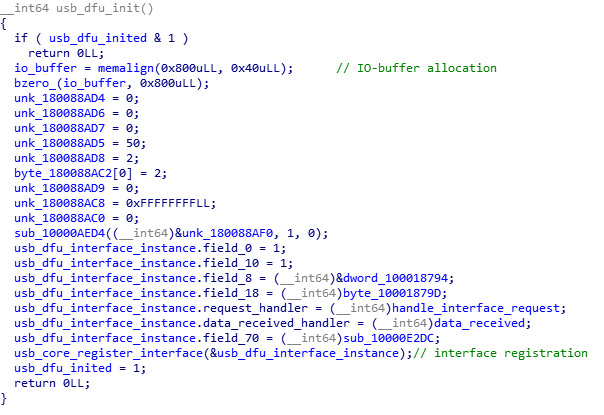 __int64 usb_dfu_init()
{
  if ( usb_dfu_inited & 1 )
    return 0LL;
  io_buffer = memalign(0x800uLL, 0x40uLL);      // IO-buffer allocation
  bzero_(io_buffer, 0x800uLL);
  unk_180088AD4 = 0;
  unk_180088AD6 = 0;
  unk_180088AD7 = 0;
  unk_180088AD5 = 50;
  unk_180088AD8 = 2;
  byte_180088AC2[0] = 2;
  unk_180088AD9 = 0;
  unk_180088AC8 = 0xFFFFFFFFLL;
  unk_180088AC0 = 0;
  sub_10000AED4((__int64)&unk_180088AF0, 1, 0);
  usb_dfu_interface_instance.field_0 = 1;
  usb_dfu_interface_instance.field_10 = 1;
  usb_dfu_interface_instance.field_8 = (__int64)&dword_100018794;
  usb_dfu_interface_instance.field_18 = (__int64)byte_10001879D;
  usb_dfu_interface_instance.request_handler = (__int64)handle_interface_request;
  usb_dfu_interface_instance.data_received_handler = (__int64)data_received;
  usb_dfu_interface_instance.field_70 = (__int64)sub_10000E2DC;
  usb_core_register_interface(&usb_dfu_interface_instance);// interface registration
  usb_dfu_inited = 1;
  return 0LL;
}